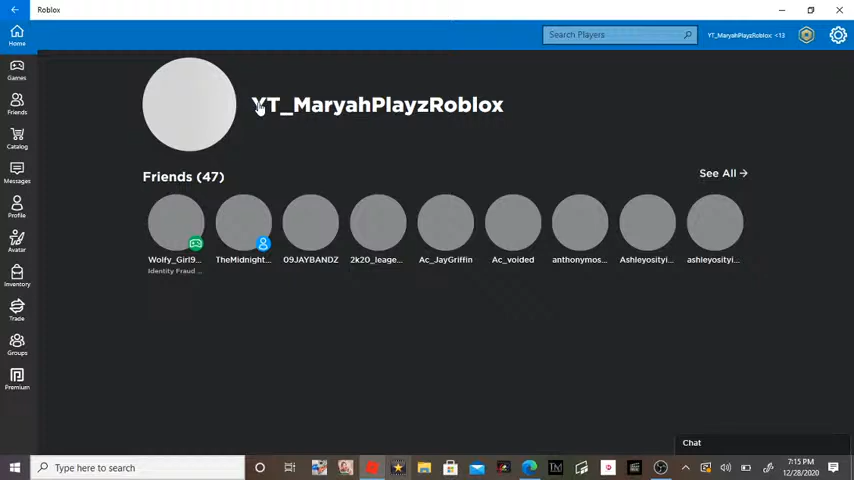 Roblox
Home
Search Players
YT_MaryahPlayzRoblox: <13
Games
Friends
Catalog
Messages
Profile
Avatar
Inventory
Trade
Groups
Premium
YT_MaryahPlayzRoblox
Friends (47)
See All →
Wolfy_Girl9...
TheMidnight...
09JAYBANDZ
2k20_leage...
Ac_JayGriffin
Ac_voided
anthonymos...
Ashleyosityi...
ashleyosityi...
Identity Fraud ...
Chat
Type here to search
TM
7:15 PM
12/28/2020